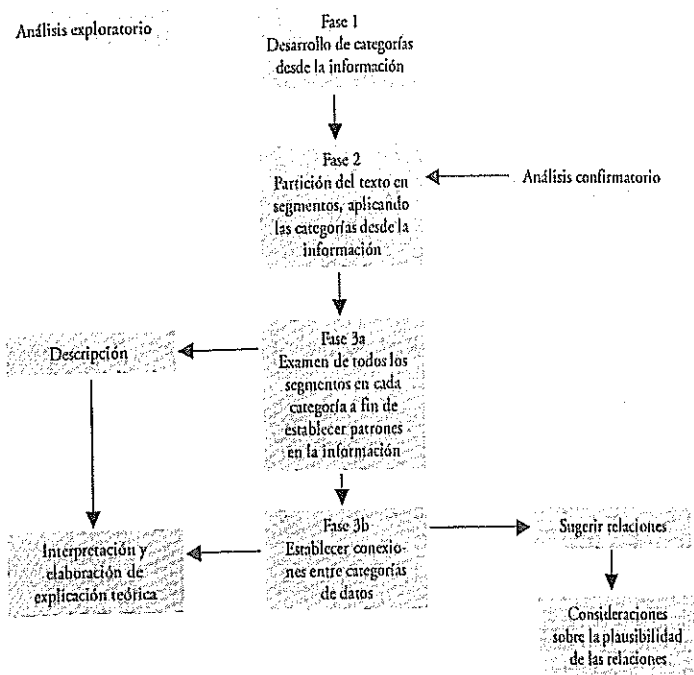 Análisis exploratorio
Fase 1
Desarrollo de categorías
desde la información
Fase 2
Partición del texto en
segmentos, aplicando
las categorías desde la
información
Análisis confirmatorio
Descripción
Fase 3a
Examen de todos los
segmentos en cada
categoría a fin de
establecer patrones
en la información
Interpretación y
elaboración de
explicación teórica
Fase 3b
Establecer conexio-
nes entre categorías
de datos
Sugerir relaciones
Consideraciones
sobre la plausibilidad
de las relaciones